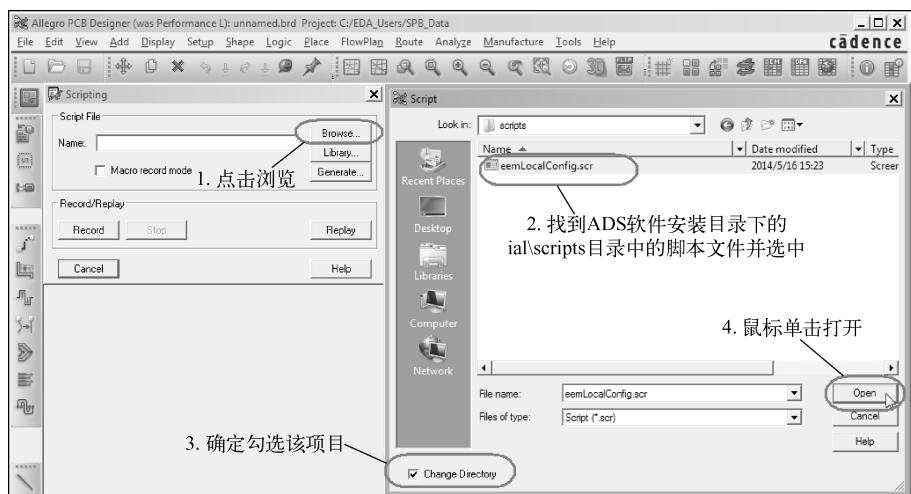 Allegro PCB Designer (was Performance L): unnamed.brd Project: C:/EDA_Users/SPB_Data
File Edit View Add Display Setup Shape Logic Place FlowPlan Route Analyze Manufacture Tools Help
cādence
Scripting
Script File
Name:
Browse...
Library...
Generate...
Macro record mode
1. 点击浏览
Record/Replay
Record
Stop
Replay
Cancel
Help
Script
Look in:
scripts
Name
Date modified
Type
eemLocalConfig.scr
2014/5/16 15:23
Screer
Recent Places
Desktop
Libraries
Computer
Network
2. 找到ADS软件安装目录下的
ial\scripts目录中的脚本文件并选中
4. 鼠标单击打开
File name:
eemLocalConfig.scr
Open
Files of type:
Script (*.scr)
Cancel
Help
3. 确定勾选该项目
Change Directory